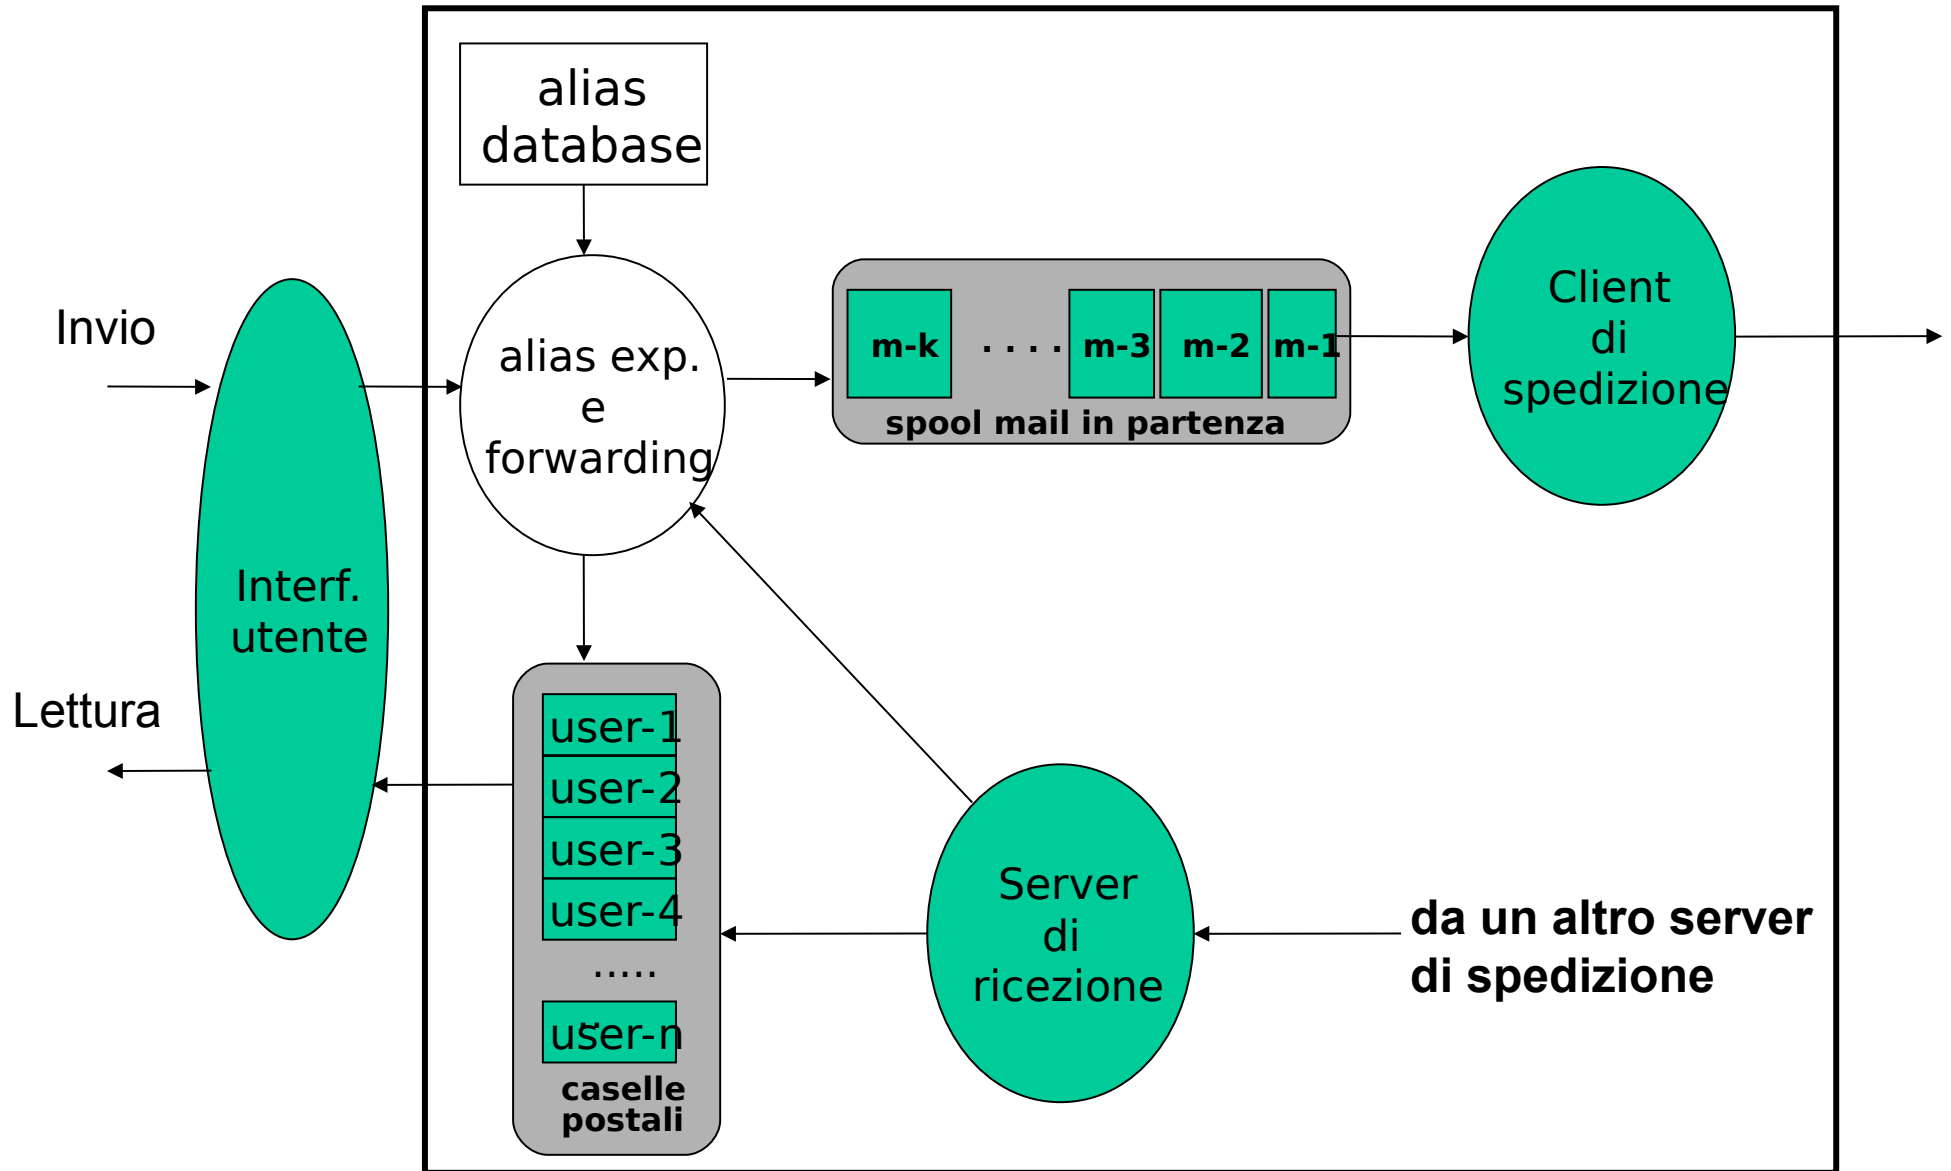 alias
database
Invio
alias exp.
e
forwarding
m-k
. . . .
m-3
m-2
m-1
spool mail in partenza
Client
di
spedizione
Interf.
utente
Lettura
user-1
user-2
user-3
user-4
.....
..
user-n
caselle
postali
Server
di
ricezione
da un altro server
di spedizione